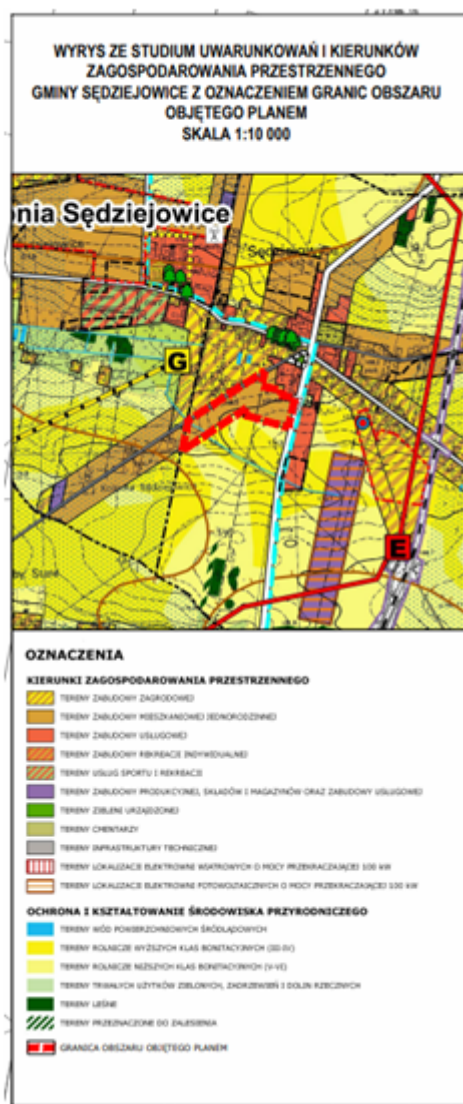 WYRYS ZE STUDIUM UWARUNKOWAŃ I KIERUNKÓW
ZAGOSPODAROWANIA PRZESTRZENNEGO
GMINY SĘDZIEJOWICE Z OZNACZENIEM GRANIC OBSZARU
OBJĘTEGO PLANEM
SKALA 1:10 000
onia Sędziejowice
G
E
OZNACZENIA
KIERUNKI ZAGOSPODAROWANIA PRZESTRZENNEGO
TERENY ZABUDOWY ZAGRODOWEJ
TERENY ZABUDOWY MIESZKANIOWEJ JEDNORODZINNEJ
TERENY ZABUDOWY USŁUGOWEJ
TERENY ZABUDOWY REKREACJI INDYWIDUALNEJ
TERENY USŁUG SPORTU I REKREACJI
TERENY ZABUDOWY PRODUKCYJNEJ, SKŁADÓW I MAGAZYNÓW ORAZ ZABUDOWY USŁUGOWEJ
TERENY ZIELENI URZĄDZONEJ
TERENY CMENTARZY
TERENY INFRASTRUKTURY TECHNICZNEJ
TERENY LOKALIZACJI ELEKTROWNI WIATROWYCH O MOCY PRZEKRACZAJĄCEJ 100 kW
TERENY LOKALIZACJI ELEKTROWNI FOTOWOLTAICZNYCH O MOCY PRZEKRACZAJĄCEJ 100 kW
OCHRONA I KSZTAŁTOWANIE ŚRODOWISKA PRZYRODNICZEGO
TERENY WÓD POWIERZCHNIOWYCH ŚRÓDLĄDOWYCH
TERENY ROLNICZE WYŻSZYCH KLAS BONITACYJNYCH (III-IV)
TERENY ROLNICZE NIŻSZYCH KLAS BONITACYJNYCH (V-VI)
TERENY TRWAŁYCH UŻYTKÓW ZIELONYCH, ZADRZEWIEŃ I DOLIN RZECZNYCH
TERENY LEŚNE
TERENY PRZEZNACZONE DO ZALESIENIA
GRANICA OBSZARU OBJĘTEGO PLANEM